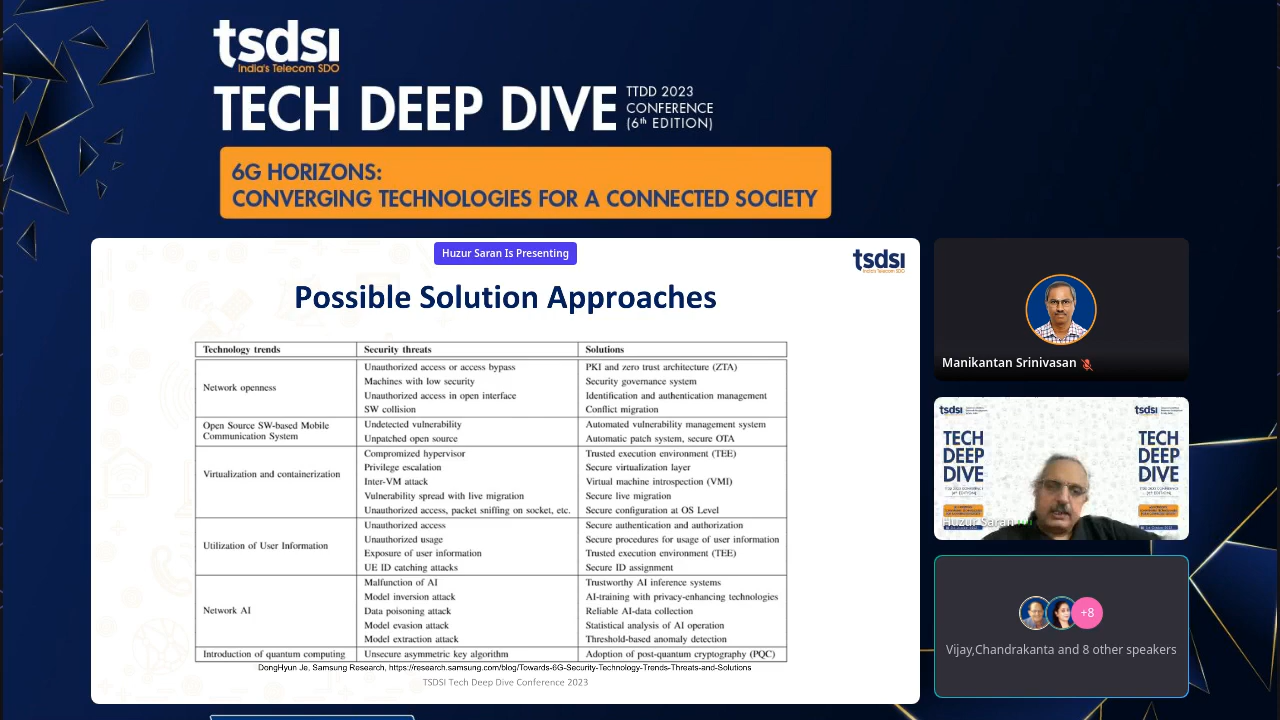 tsdsi
India's Telecom SDO
TECH DEEP DIVE
TTDD 2023
CONFERENCE
(6th EDITION)
6G HORIZONS:
CONVERGING TECHNOLOGIES FOR A CONNECTED SOCIETY
Huzur Saran Is Presenting
tsdsi
India's Telecom SDO
Possible Solution Approaches
Technology trends Security threats Solutions
Network openness
Unauthorized access or access bypass PKI and zero trust architecture (ZTA)
Machines with low security Security governance system
Unauthorized access in open interface Identification and authentication management
SW collision Conflict migration
Open Source SW-based Mobile
Communication System
Undetected vulnerability Automated vulnerability management system
Unpatched open source Automatic patch system, secure OTA
Virtualization and containerization
Compromized hypervisor Trusted execution environment (TEE)
Privilege escalation Secure virtualization layer
Inter-VM attack Virtual machine introspection (VMI)
Vulnerability spread with live migration Secure live migration
Unauthorized access, packet sniffing on socket, etc. Secure configuration at OS Level
Utilization of User Information
Unauthorized access Secure authentication and authorization
Unauthorized usage Secure procedures for usage of user information
Exposure of user information Trusted execution environment (TEE)
UE ID catching attacks Secure ID assignment
Network AI
Malfunction of AI Trustworthy AI inference systems
Model inversion attack AI-training with privacy-enhancing technologies
Data poisoning attack Reliable AI-data collection
Model evasion attack Statistical analysis of AI operation
Model extraction attack Threshold-based anomaly detection
Introduction of quantum computing Unsecure asymmetric key algorithm Adoption of post-quantum cryptography (PQC)
DongHyun Je, Samsung Research, https://research.samsung.com/blog/Towards-6G-Security-Technology-Trends-Threats-and-Solutions
TSDSI Tech Deep Dive Conference 2023
Manikantan Srinivasan
tsdsi
tsdsi
TECH
DEEP
DIVE
TECH
DEEP
DIVE
Huzur Saran
+8
Vijay,Chandrakanta and 8 other speakers